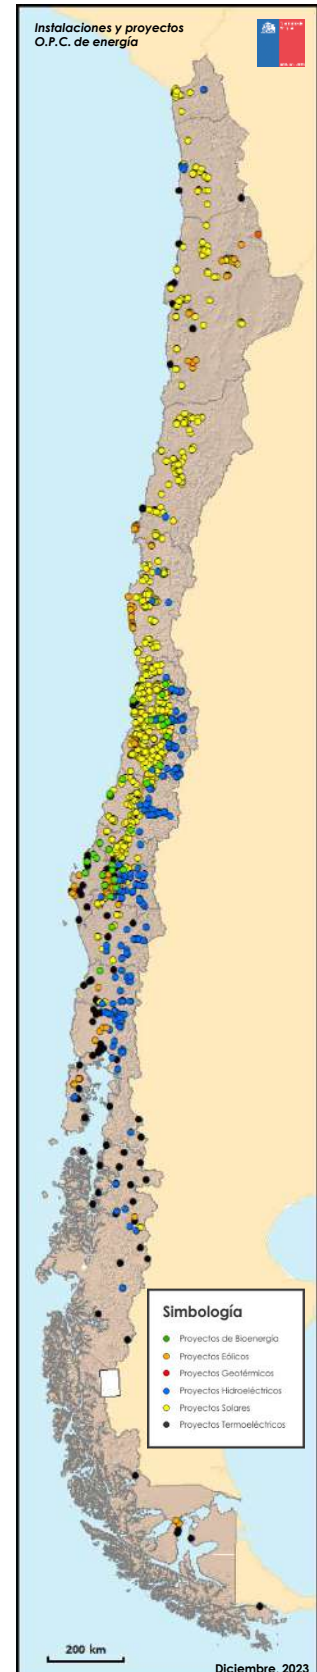 Instalaciones y proyectos
O.P.C. de energía
Simbología
Proyectos de Bioenergía
Proyectos Eólicos
Proyectos Geotérmicos
Proyectos Hidroeléctricos
Proyectos Solares
Proyectos Termoeléctricos
200 km
Diciembre, 2023